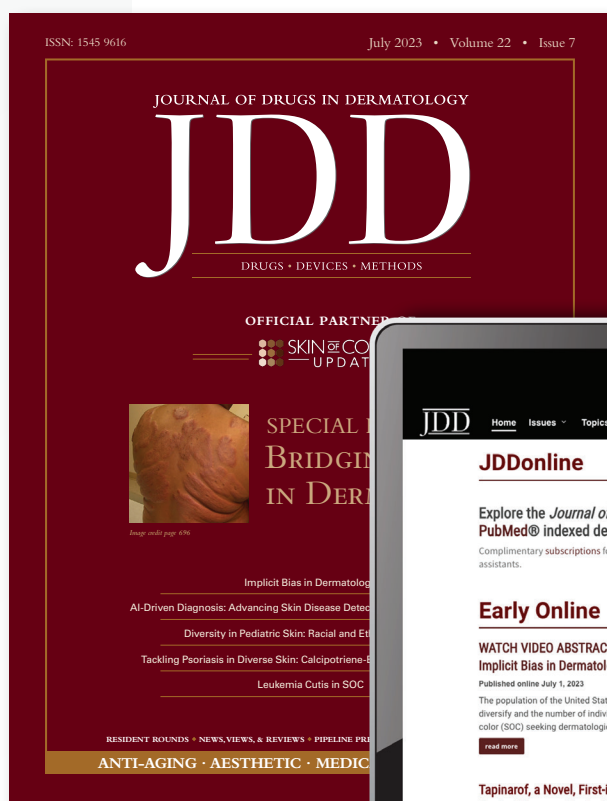 ISSN: 1545 9616
July 2023 • Volume 22 • Issue 7
JOURNAL OF DRUGS IN DERMATOLOGY
JDD
DRUGS • DEVICES • METHODS
OFFICIAL PARTNER OF
SKIN OF CO
UPDAT
SPECIAL
BRIDGIN
IN DER
Image credit page 696
Implicit Bias in Dermatolog
AI-Driven Diagnosis: Advancing Skin Disease Detec
Diversity in Pediatric Skin: Racial and Et
Tackling Psoriasis in Diverse Skin: Calcipotriene-B
Leukemia Cutis in SOC
RESIDENT ROUNDS • NEWS, VIEWS, & REVIEWS • PIPELINE PRE
ANTI-AGING · AESTHETIC · MEDIC
JDD
Home Issues Topics
JDDonline
Explore the Journal o
PubMed® indexed de
Complimentary subscriptions fo
assistants.
Early Online
WATCH VIDEO ABSTRAC
Implicit Bias in Dermatol
Published online July 1, 2023
The population of the United Stat
diversify and the number of indivi
color (SOC) seeking dermatologic
read more
Tapinarof, a Novel, First-i